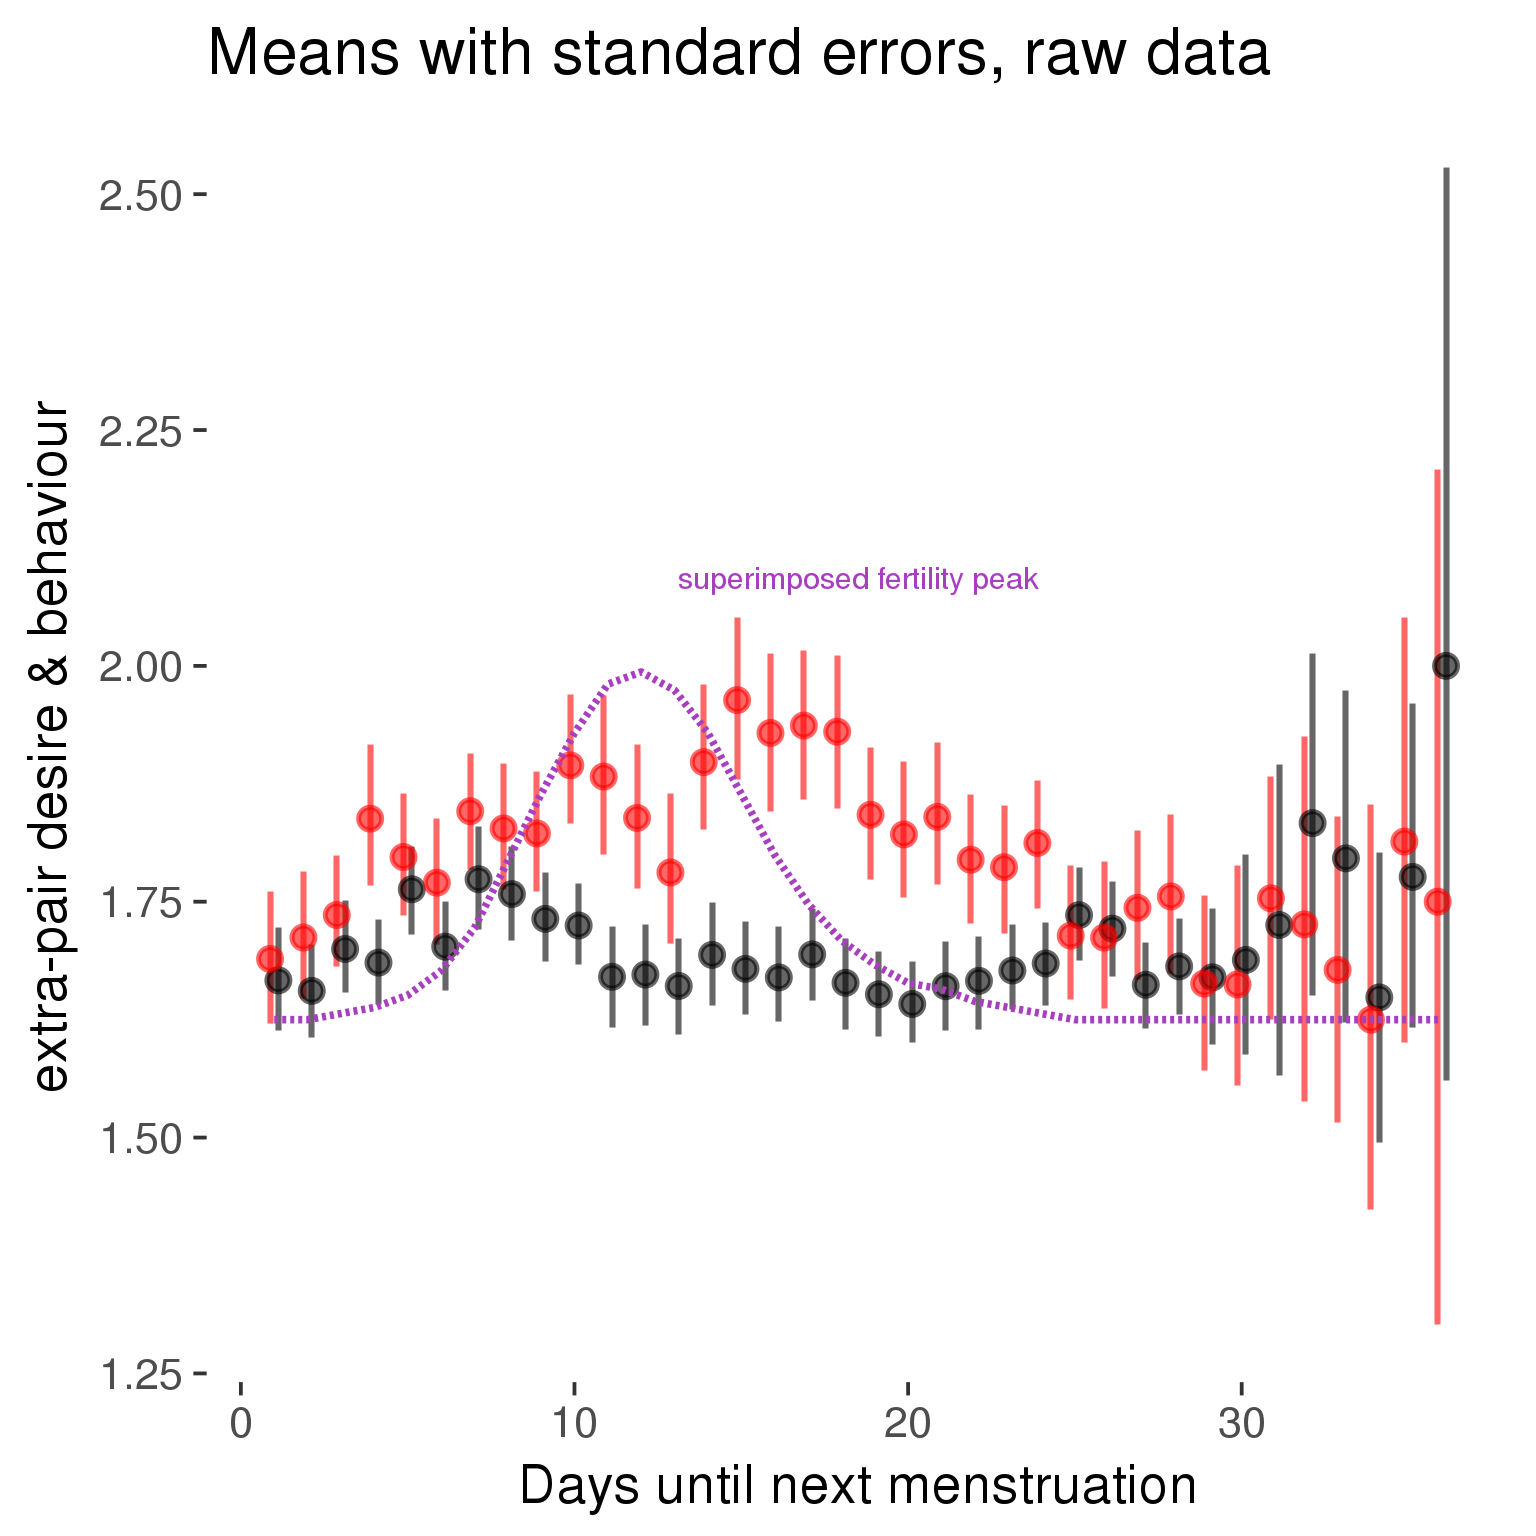 Means with standard errors, raw data
extra-pair desire & behaviour
2.50
2.25
2.00
1.75
1.50
1.25
superimposed fertility peak
0 10 20 30
Days until next menstruation